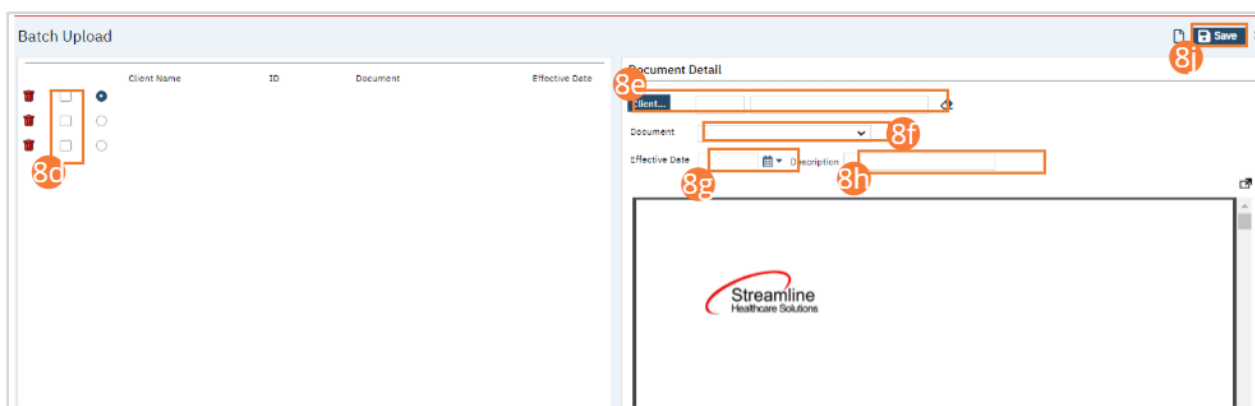 Batch Upload
Save
8j
Client Name ID Document Effective Date
8d
Document Detail
8e
Client...
Document
8f
Effective Date
8g
Description
8h
Streamline
Healthcare Solutions